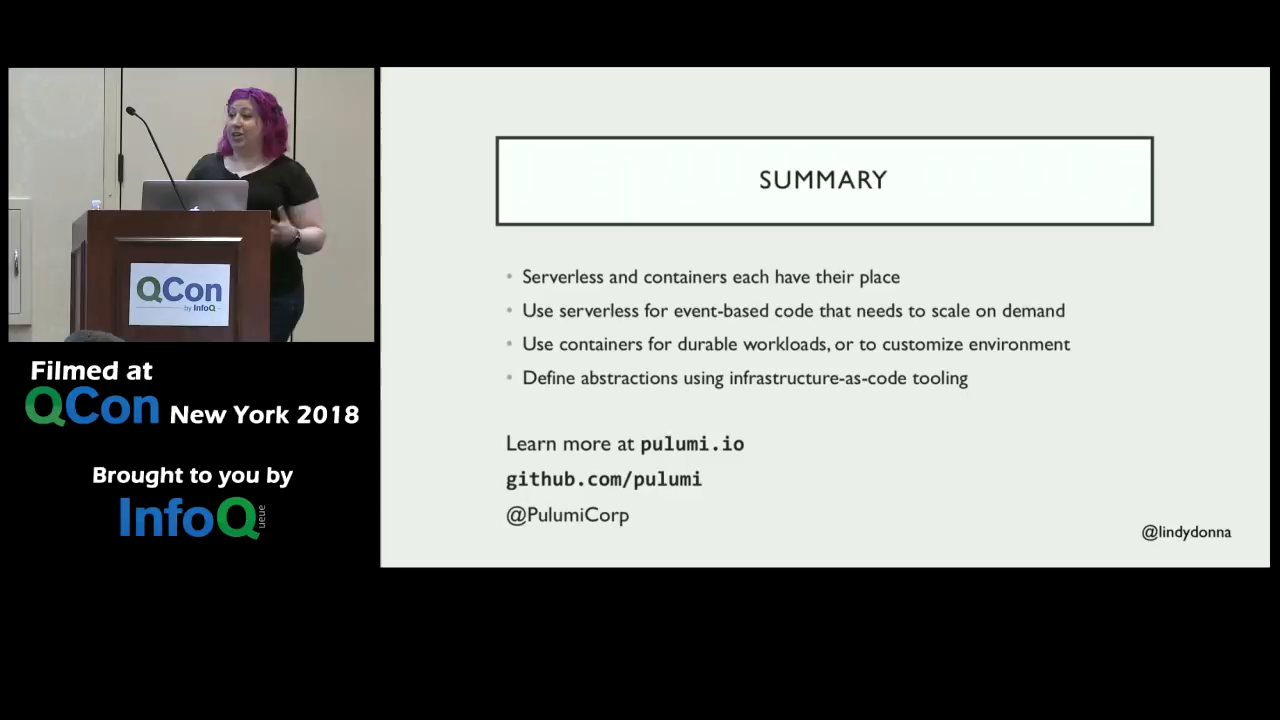 QCon
by InfoQ
Filmed at
QCon New York 2018
Brought to you by
InfoQueue
SUMMARY
• Serverless and containers each have their place
• Use serverless for event-based code that needs to scale on demand
• Use containers for durable workloads, or to customize environment
• Define abstractions using infrastructure-as-code tooling
Learn more at pulumi.io
github.com/pulumi
@PulumiCorp
@lindydonna